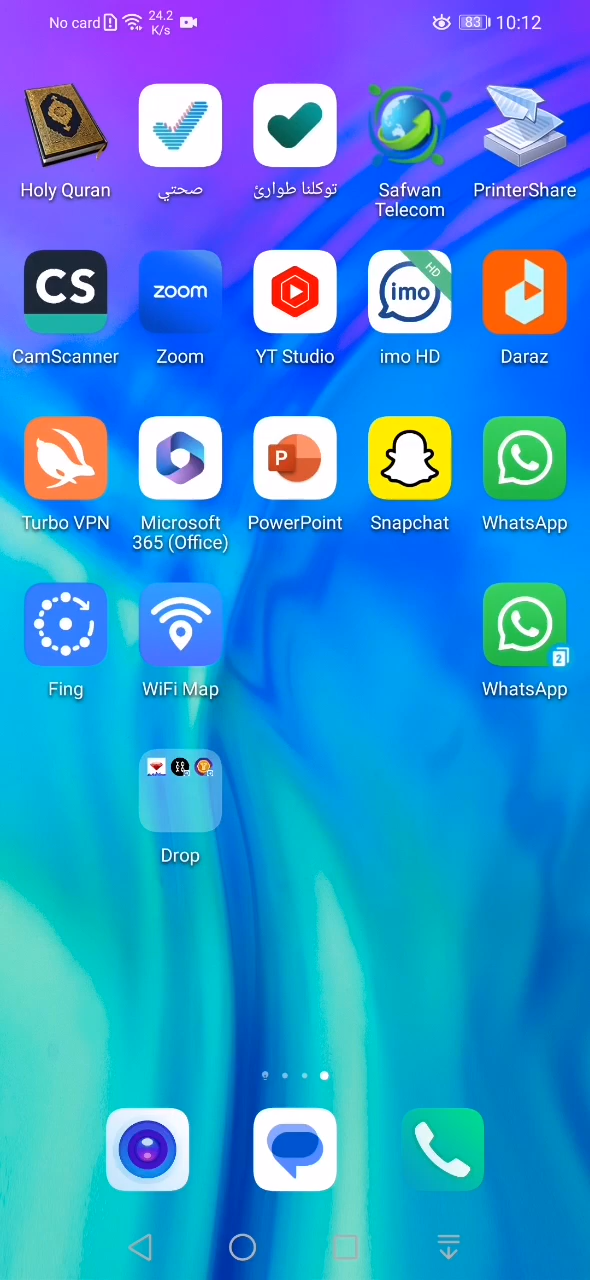 No card
24.2
K/s
83
10:12
Holy Quran
صحتي
توكلنا طوارئ
Safwan
Telecom
PrinterShare
CS
zoom
imo
HD
CamScanner
Zoom
YT Studio
imo HD
Daraz
P
Turbo VPN
Microsoft
365 (Office)
PowerPoint
Snapchat
WhatsApp
2
Fing
WiFi Map
WhatsApp
Drop